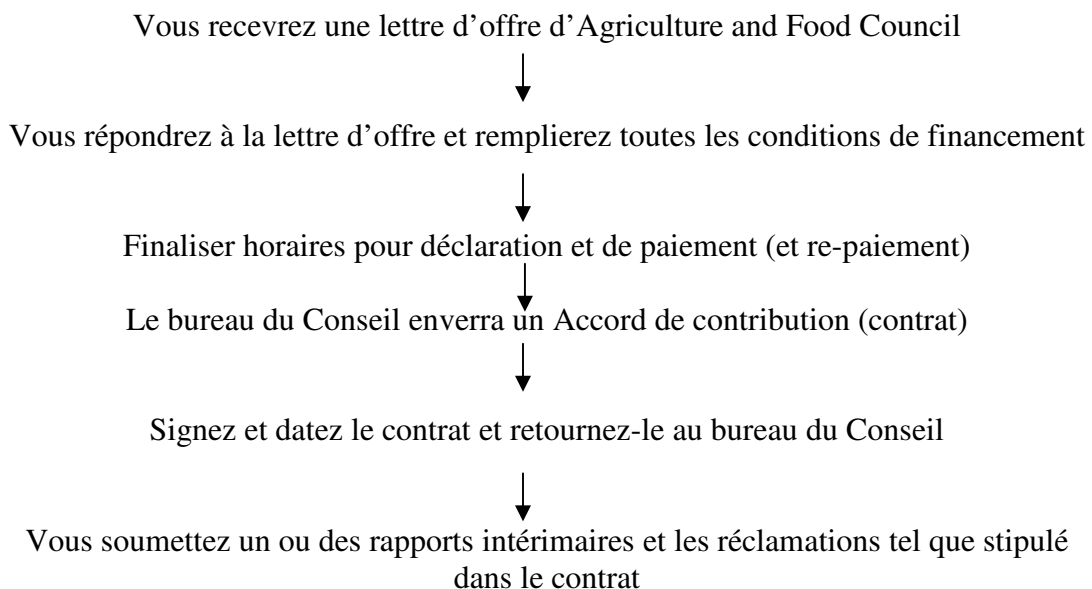 Vous recevrez une lettre d’offre d’Agriculture and Food Council
Vous répondrez à la lettre d’offre et remplierez toutes les conditions de financement
Finaliser horaires pour déclaration et de paiement (et re-paiement)
Le bureau du Conseil enverra un Accord de contribution (contrat)
Signez et datez le contrat et retournez-le au bureau du Conseil
Vous soumettez un ou des rapports intérimaires et les réclamations tel que stipulé
dans le contrat